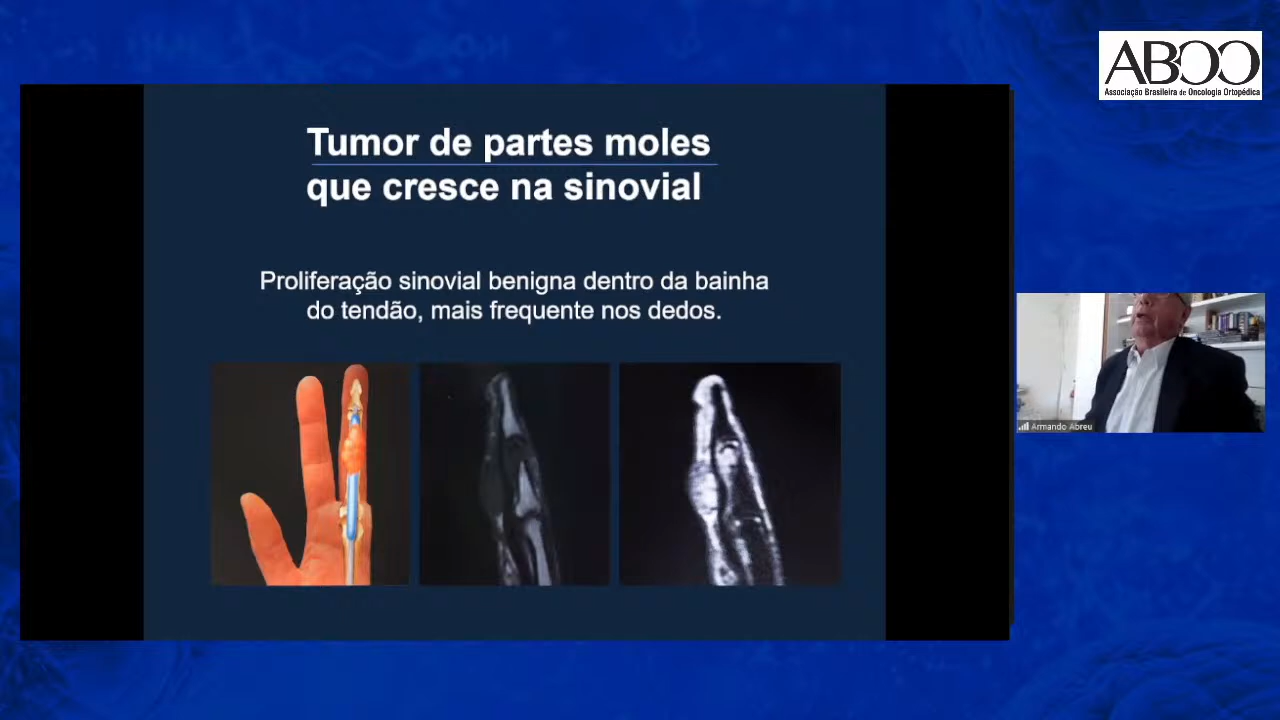 ABOO
Associação Brasileira de Oncologia Ortopédica
Tumor de partes moles
que cresce na sinovial
Proliferação sinovial benigna dentro da bainha
do tendão, mais frequente nos dedos.
Armando Abreu